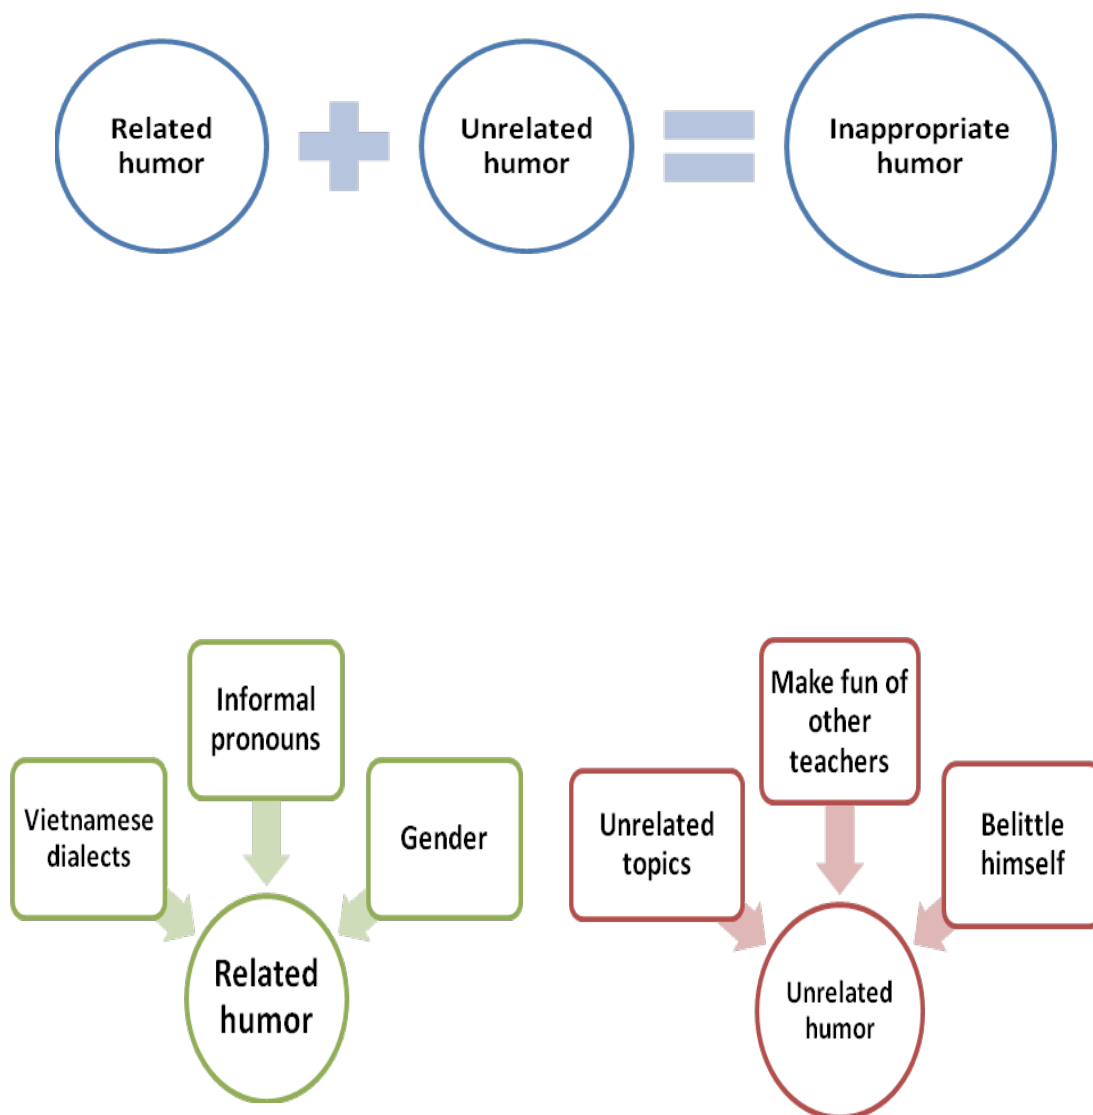 Related
humor
Unrelated
humor
Inappropriate
humor
Informal
pronouns
Vietnamese
dialects
Gender
Related
humor
Make fun of
other
teachers
Unrelated
topics
Belittle
himself
Unrelated
humor